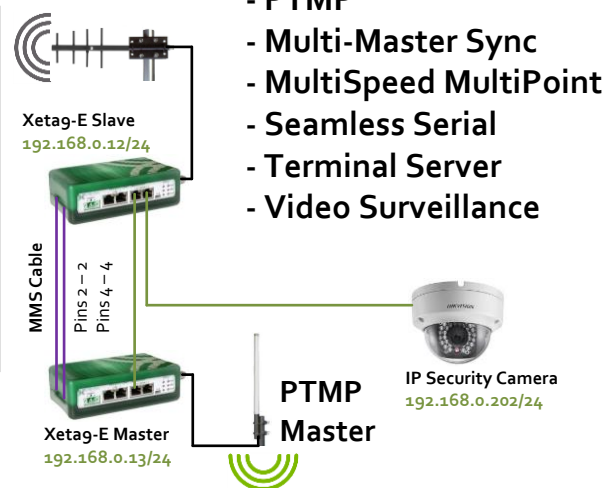 - PTMP
- Multi-Master Sync
- MultiSpeed MultiPoint
- Seamless Serial
- Terminal Server
- Video Surveillance
Xeta9-E Slave
192.168.0.12/24
MMS Cable
Pins 2 – 2
Pins 4 – 4
HIKVISION
IP Security Camera
192.168.0.202/24
PTMP
Master
Xeta9-E Master
192.168.0.13/24